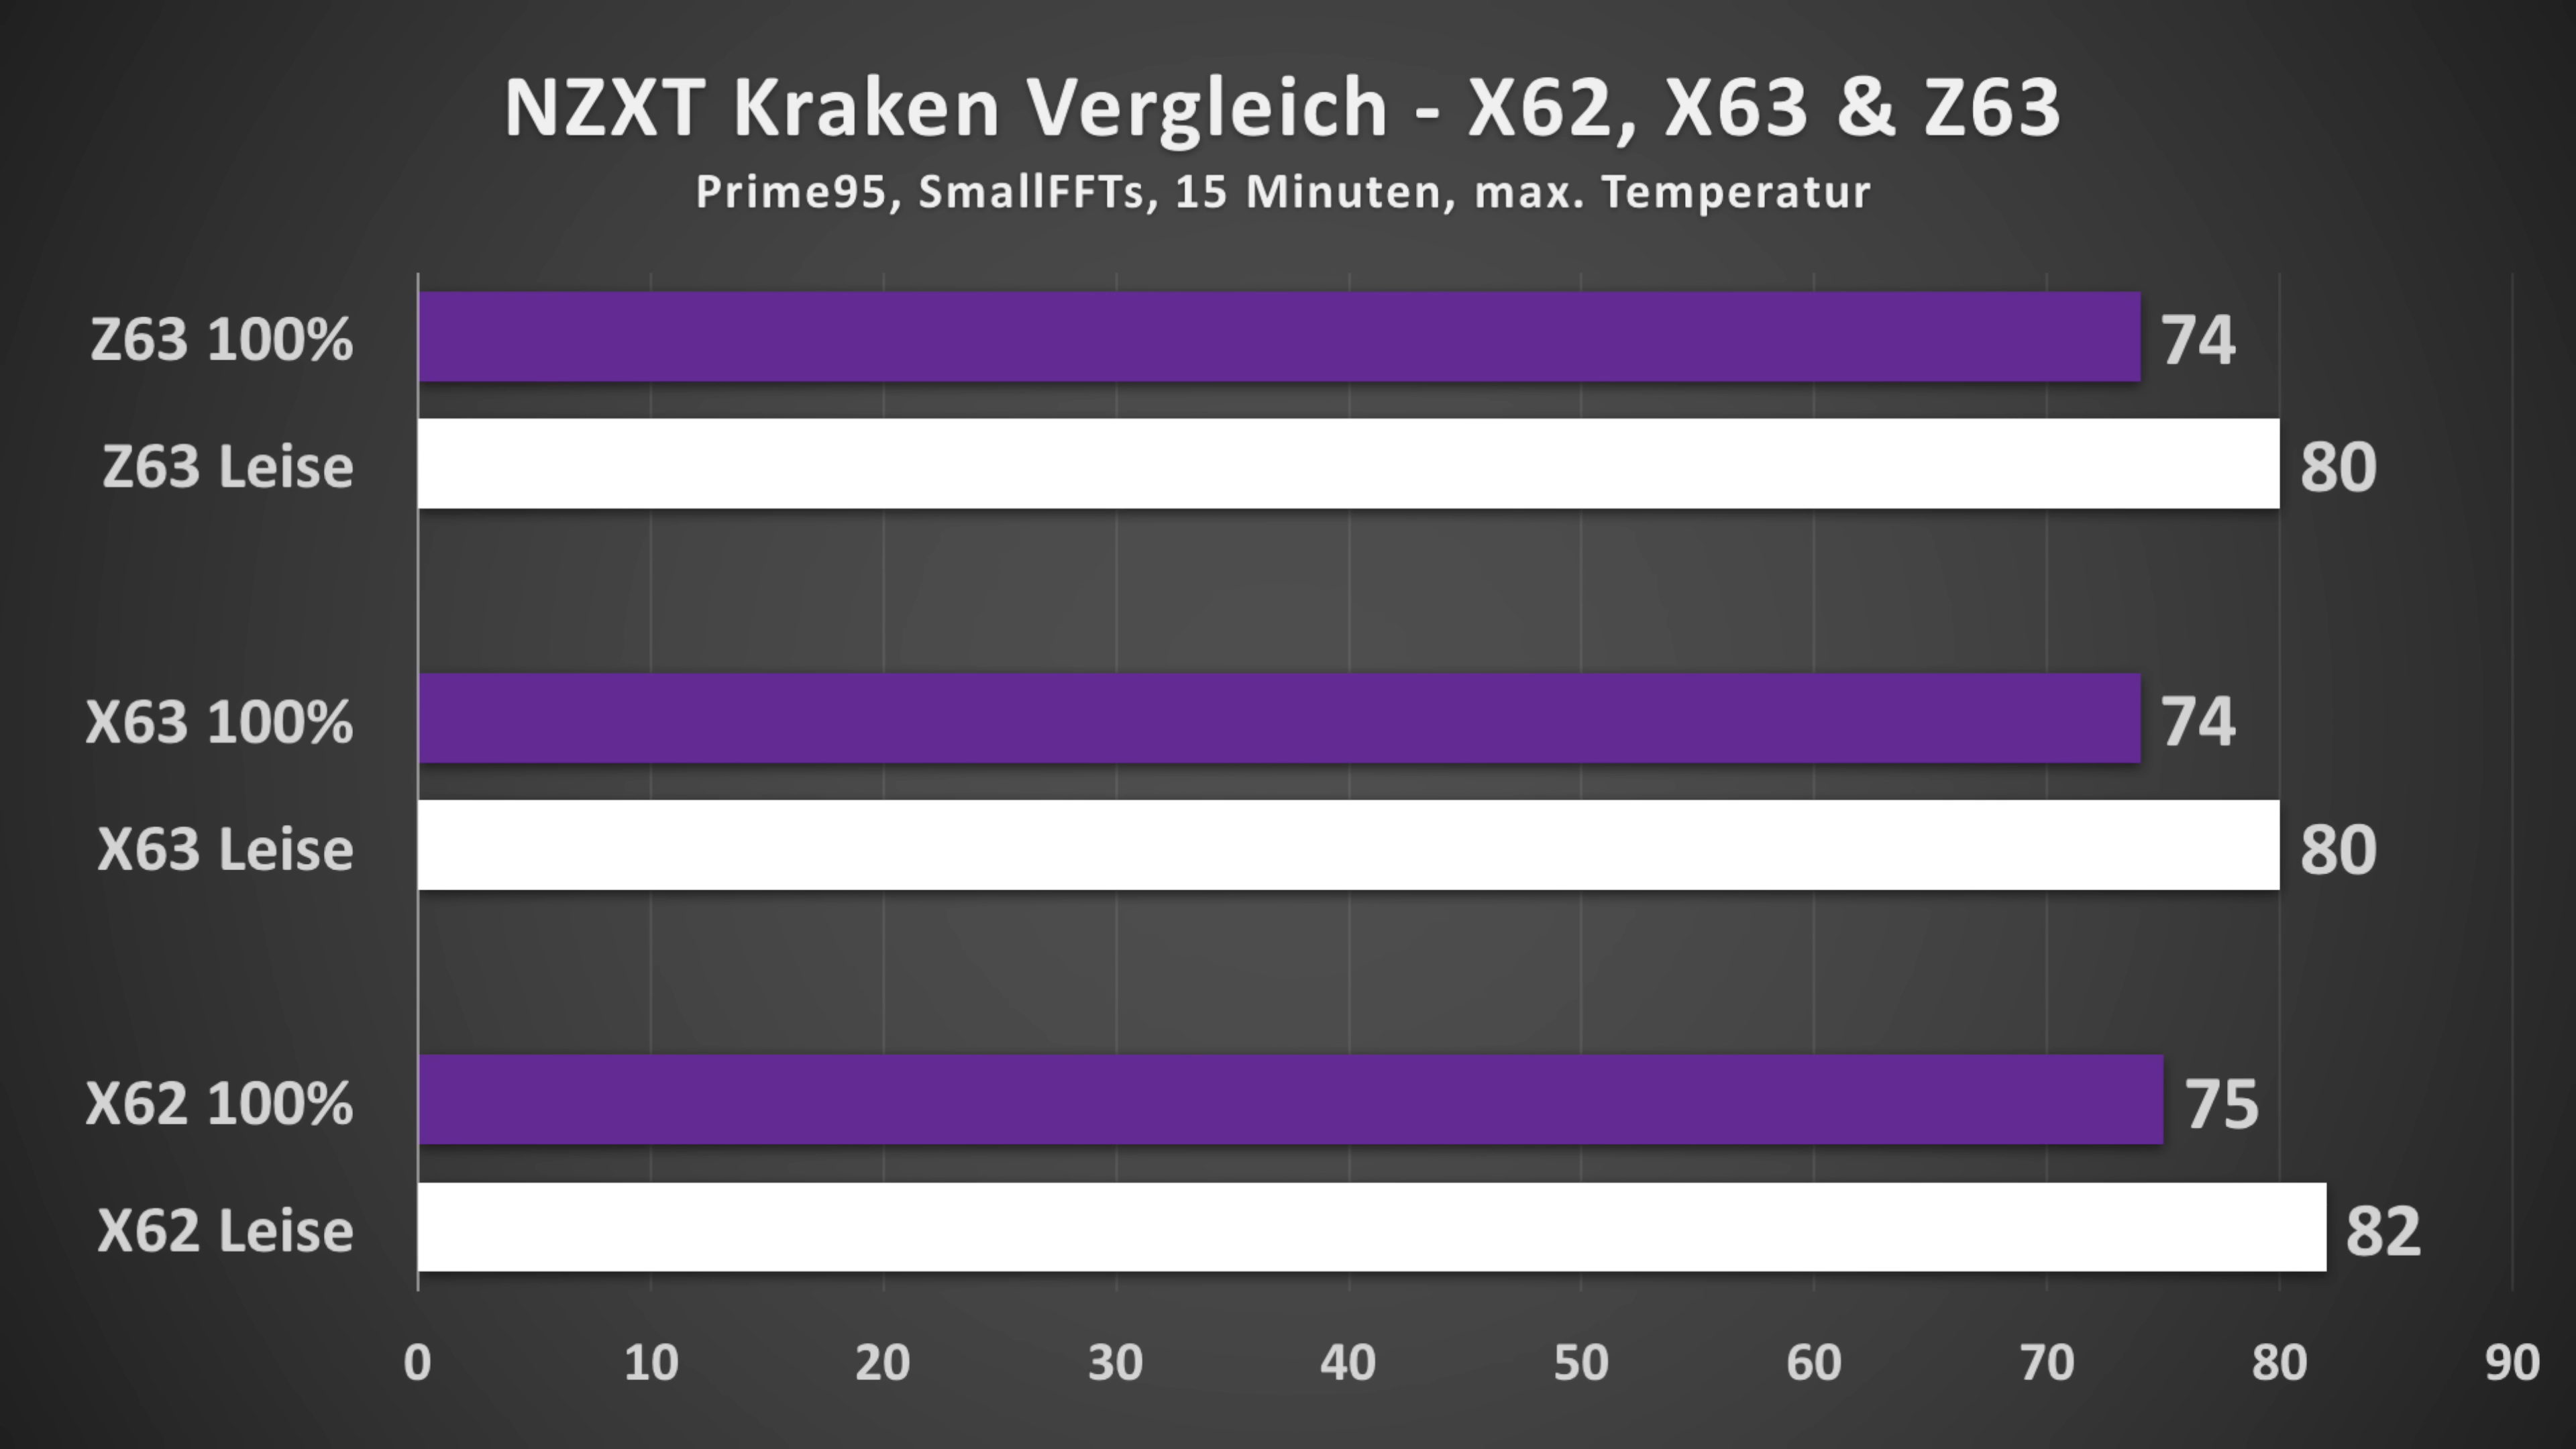 NZXT Kraken Vergleich - X62, X63 & Z63
Prime95, SmallFFTs, 15 Minuten, max. Temperatur
Z63 100% 74
Z63 Leise 80
X63 100% 74
X63 Leise 80
X62 100% 75
X62 Leise 82
0 10 20 30 40 50 60 70 80 90